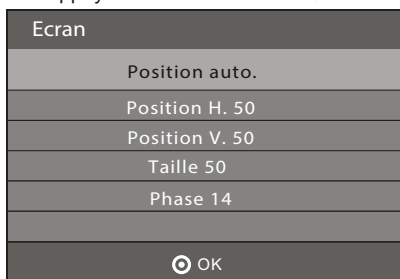 Ecran
Position auto.
Position H. 50
Position V. 50
Taille 50
Phase 14
OK